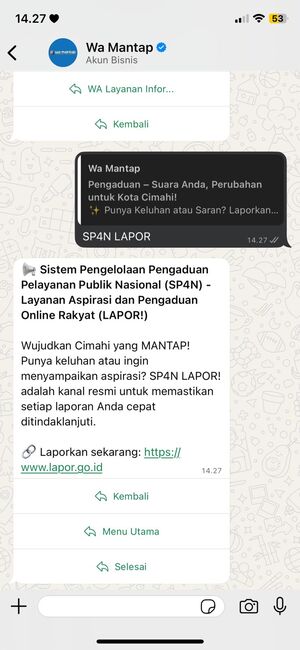 14.27
53
Wa Mantap
Akun Bisnis
WA Layanan Infor...
Kembali
Wa Mantap
Pengaduan – Suara Anda, Perubahan
untuk Kota Cimahi!
✨ Punya Keluhan atau Saran? Laporkan...
SP4N LAPOR
14.27
📢 Sistem Pengelolaan Pengaduan
Pelayanan Publik Nasional (SP4N) -
Layanan Aspirasi dan Pengaduan
Online Rakyat (LAPOR!)
Wujudkan Cimahi yang MANTAP!
Punya keluhan atau ingin
menyampaikan aspirasi? SP4N LAPOR!
adalah kanal resmi untuk memastikan
setiap laporan Anda cepat
ditindaklanjuti.
🔗 Laporkan sekarang: https://
www.lapor.go.id
14.27
Kembali
Menu Utama
Selesai